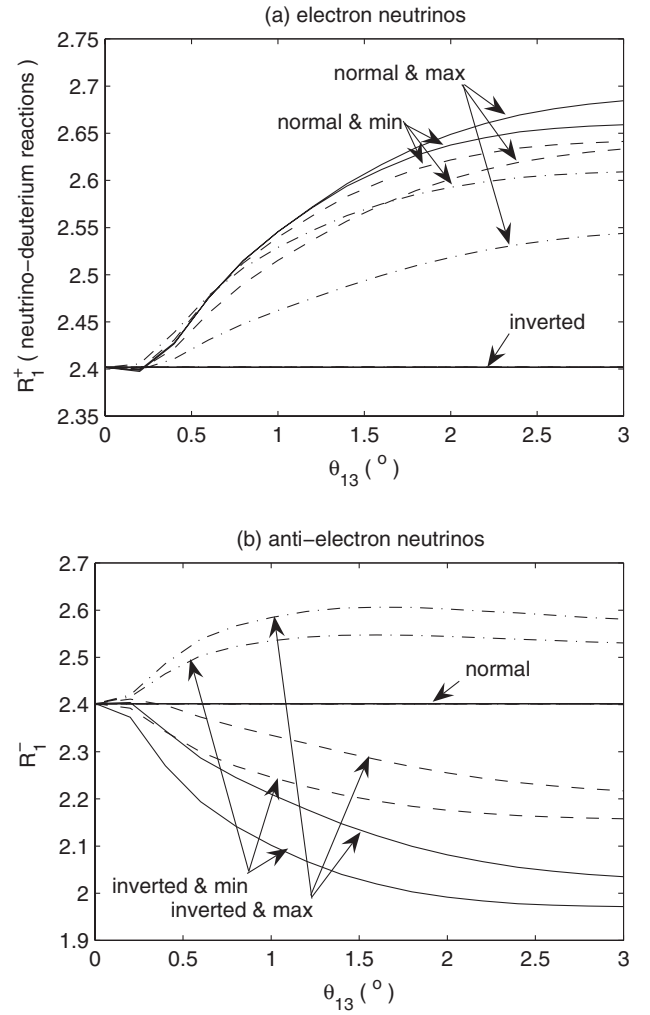 (a) electron neutrinos
R₁⁺ ( neutrino-deuterium reactions )
2.75
2.7
2.65
2.6
2.55
2.5
2.45
2.4
2.35
normal & max
normal & min
inverted
0
0.5
1
1.5
2
2.5
3
θ₁₃ ( ᵒ )
(b) anti−electron neutrinos
R₁⁻
2.7
2.6
2.5
2.4
2.3
2.2
2.1
2
1.9
normal
inverted & min
inverted & max
0
0.5
1
1.5
2
2.5
3
θ₁₃ ( ᵒ )